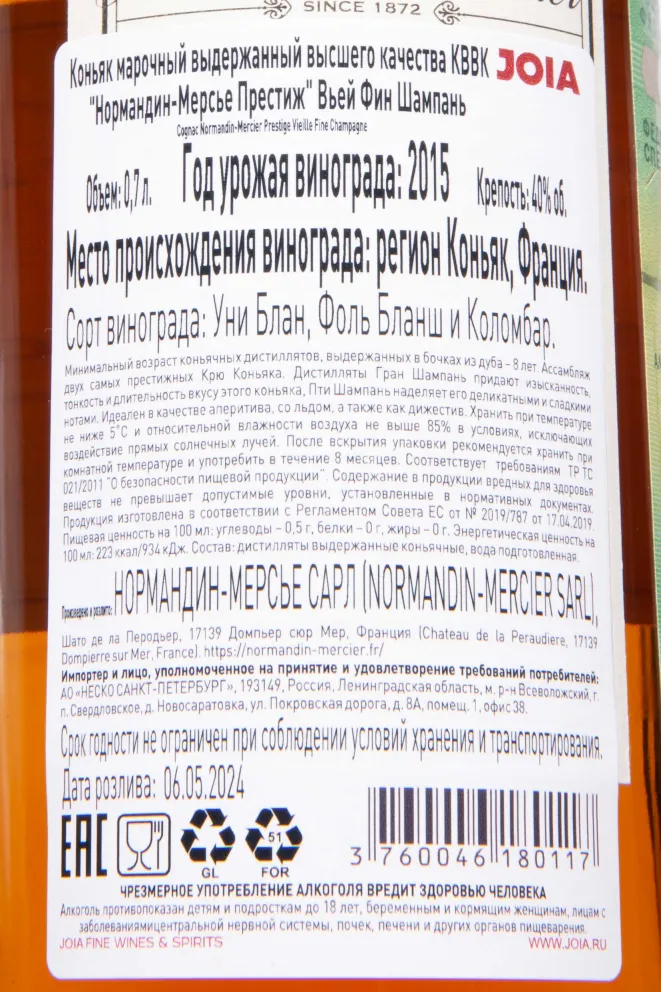 SINCE 1872
Коньяк марочный выдержанный высшего качества КВВК JOIA
"Нормандин-Мерсье Престиж" Вьей Фин Шампань
Cognac Normandin-Mercier Prestige Vieille Fine Champagne
Объем: 0,7 л. Год урожая винограда: 2015 Крепость: 40% об.
Место происхождения винограда: регион Коньяк, Франция.
Сорт винограда: Уни Блан, Фоль Бланш и Коломбар.
Минимальный возраст коньячных дистиллятов, выдержанных в бочках из дуба – 8 лет. Ассамбляж
двух самых престижных Крю Коньяка. Дистилляты Гран Шампань придают изысканность,
тонкость и длительность вкусу этого коньяка, Пти Шампань наделяет его деликатными и сладкими
нотами. Идеален в качестве аперитива, со льдом, а также как дижестив. Хранить при температуре
не ниже 5°С и относительной влажности воздуха не выше 85% в условиях, исключающих
воздействие прямых солнечных лучей. После вскрытия упаковки рекомендуется хранить при
комнатной температуре и употребить в течение 8 месяцев. Соответствует требованиям ТР ТС
021/2011 "О безопасности пищевой продукции". Содержание в продукции вредных для здоровья
веществ не превышает допустимые уровни, установленные в нормативных документах.
Продукция изготовлена в соответствии с Регламентом Совета ЕС от № 2019/787 от 17.04.2019
Пищевая ценность на 100 мл: углеводы – 0,5 г, белки – 0 г, жиры – 0 г. Энергетическая ценность на
100 мл: 223 ккал/934 кДж. Состав: дистилляты выдержанные коньячные, вода подготовленная.
Произведено и разлито: НОРМАНДИН-МЕРСЬЕ САРЛ (NORMANDIN-MERCIER SARL),
Шато де ла Перодьер, 17139 Домпьер сюр Мер, Франция (Chateau de la Peraudiere, 17139
Dompierre sur Mer, France). https://normandin-mercier.fr/
Импортер и лицо, уполномоченное на принятие и удовлетворение требований потребителей:
АО «НЕСКО САНКТ-ПЕТЕРБУРГ», 193149, Россия, Ленинградская область, м. р-н Всеволожский, г.
п. Свердловское, д. Новосаратовка, ул. Покровская дорога, д. 8А, помещ. 1, офис 38.
Срок годности не ограничен при соблюдении условий хранения и транспортирования.
Дата розлива: 06.05.2024
EAC
GL
51
FOR
3 760046 180117
ЧРЕЗМЕРНОЕ УПОТРЕБЛЕНИЕ АЛКОГОЛЯ ВРЕДИТ ЗДОРОВЬЮ ЧЕЛОВЕКА
Алкоголь противопоказан детям и подросткам до 18 лет, беременным и кормящим женщинам, лицам с
заболеваниямицентральной нервной системы, почек, печени и других органов пищеварения.
JOIA FINE WINES & SPIRITS WWW.JOIA.RU